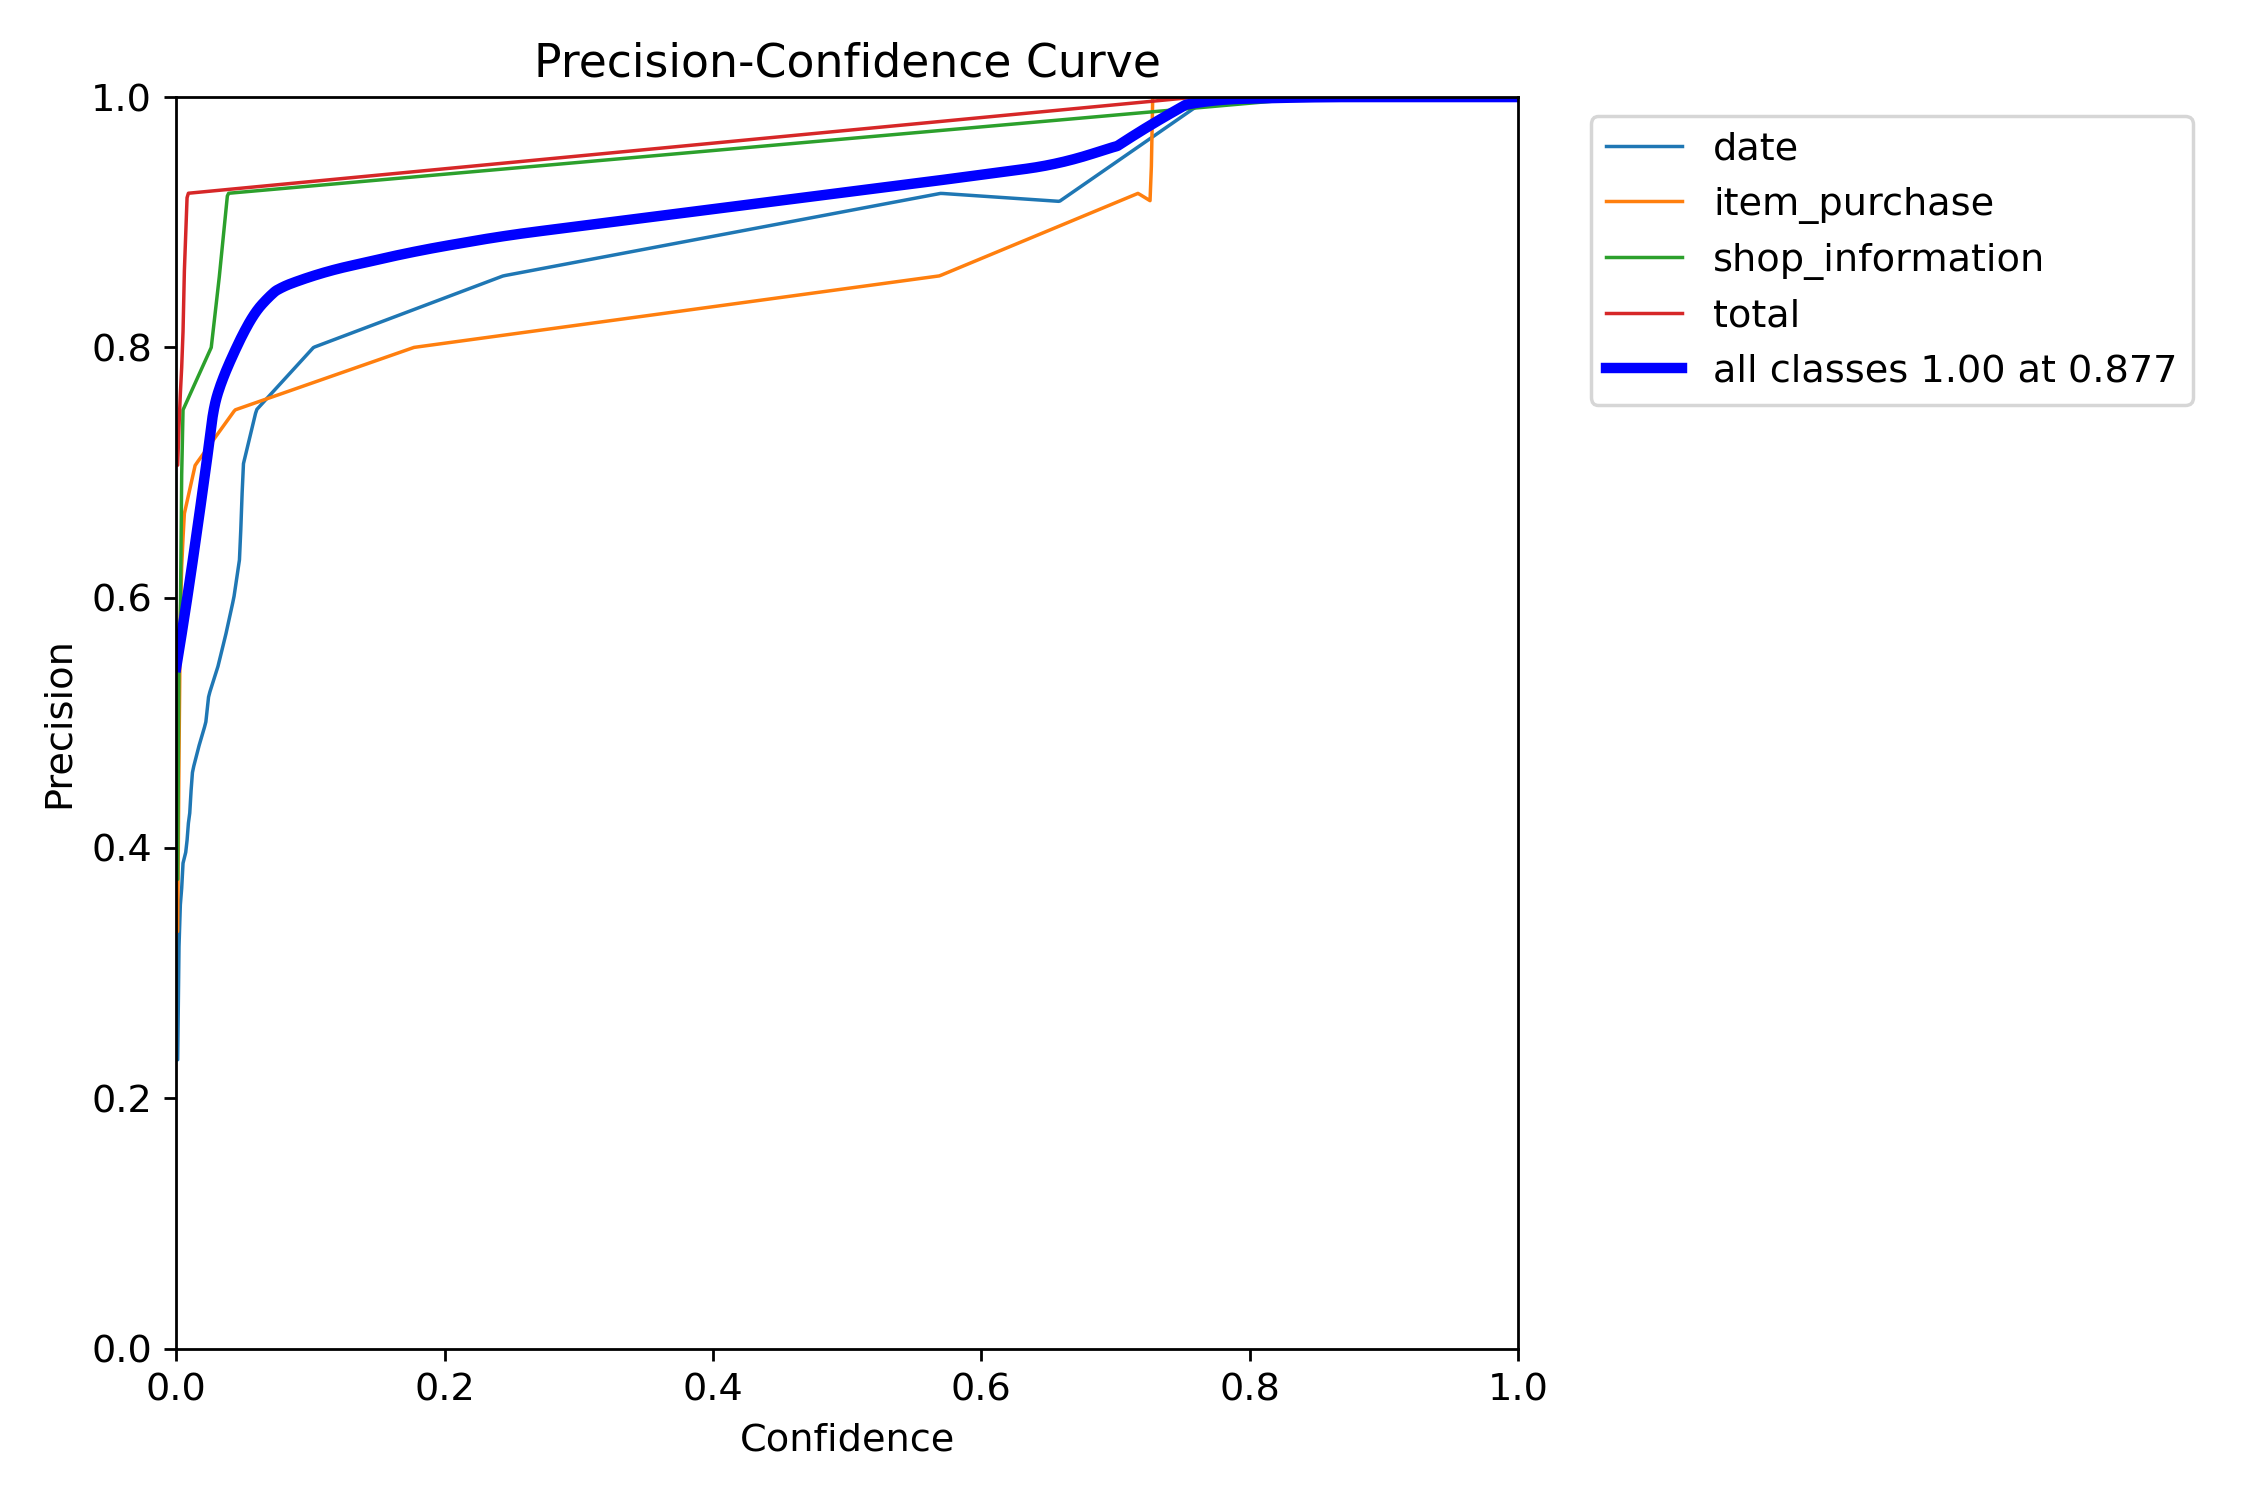 Precision-Confidence Curve
1.0
0.8
0.6
0.4
0.2
0.0
Precision
0.0 0.2 0.4 0.6 0.8 1.0
Confidence
date
item_purchase
shop_information
total
all classes 1.00 at 0.877